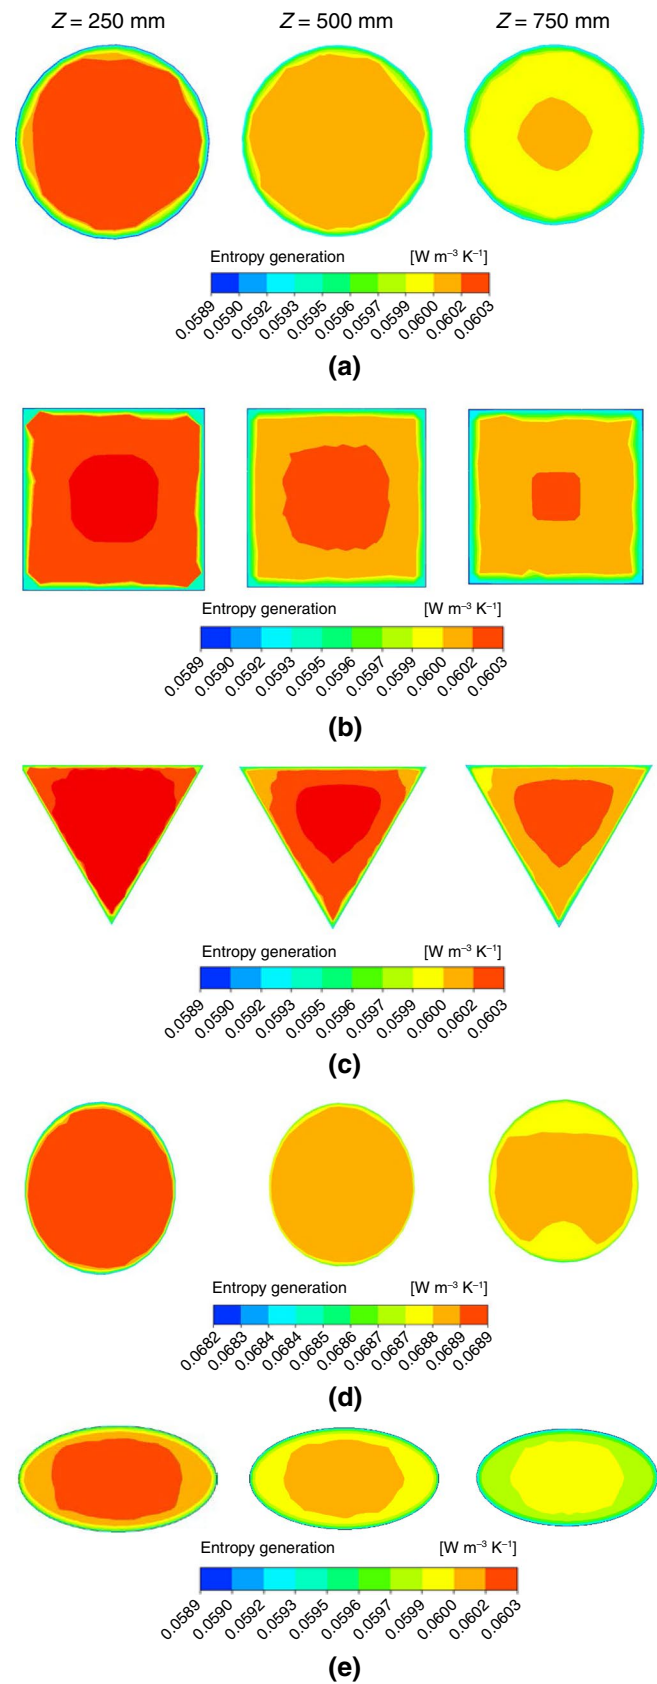 Z = 250 mm Z = 500 mm Z = 750 mm
Entropy generation [W m⁻³ K⁻¹]
0.0589 0.0590 0.0592 0.0593 0.0595 0.0596 0.0597 0.0599 0.0600 0.0602 0.0603
(a)
Entropy generation [W m⁻³ K⁻¹]
0.0589 0.0590 0.0592 0.0593 0.0595 0.0596 0.0597 0.0599 0.0600 0.0602 0.0603
(b)
Entropy generation [W m⁻³ K⁻¹]
0.0589 0.0590 0.0592 0.0593 0.0595 0.0596 0.0597 0.0599 0.0600 0.0602 0.0603
(c)
Entropy generation [W m⁻³ K⁻¹]
0.0682 0.0683 0.0684 0.0684 0.0685 0.0686 0.0687 0.0687 0.0688 0.0689 0.0689
(d)
Entropy generation [W m⁻³ K⁻¹]
0.0589 0.0590 0.0592 0.0593 0.0595 0.0596 0.0597 0.0599 0.0600 0.0602 0.0603
(e)